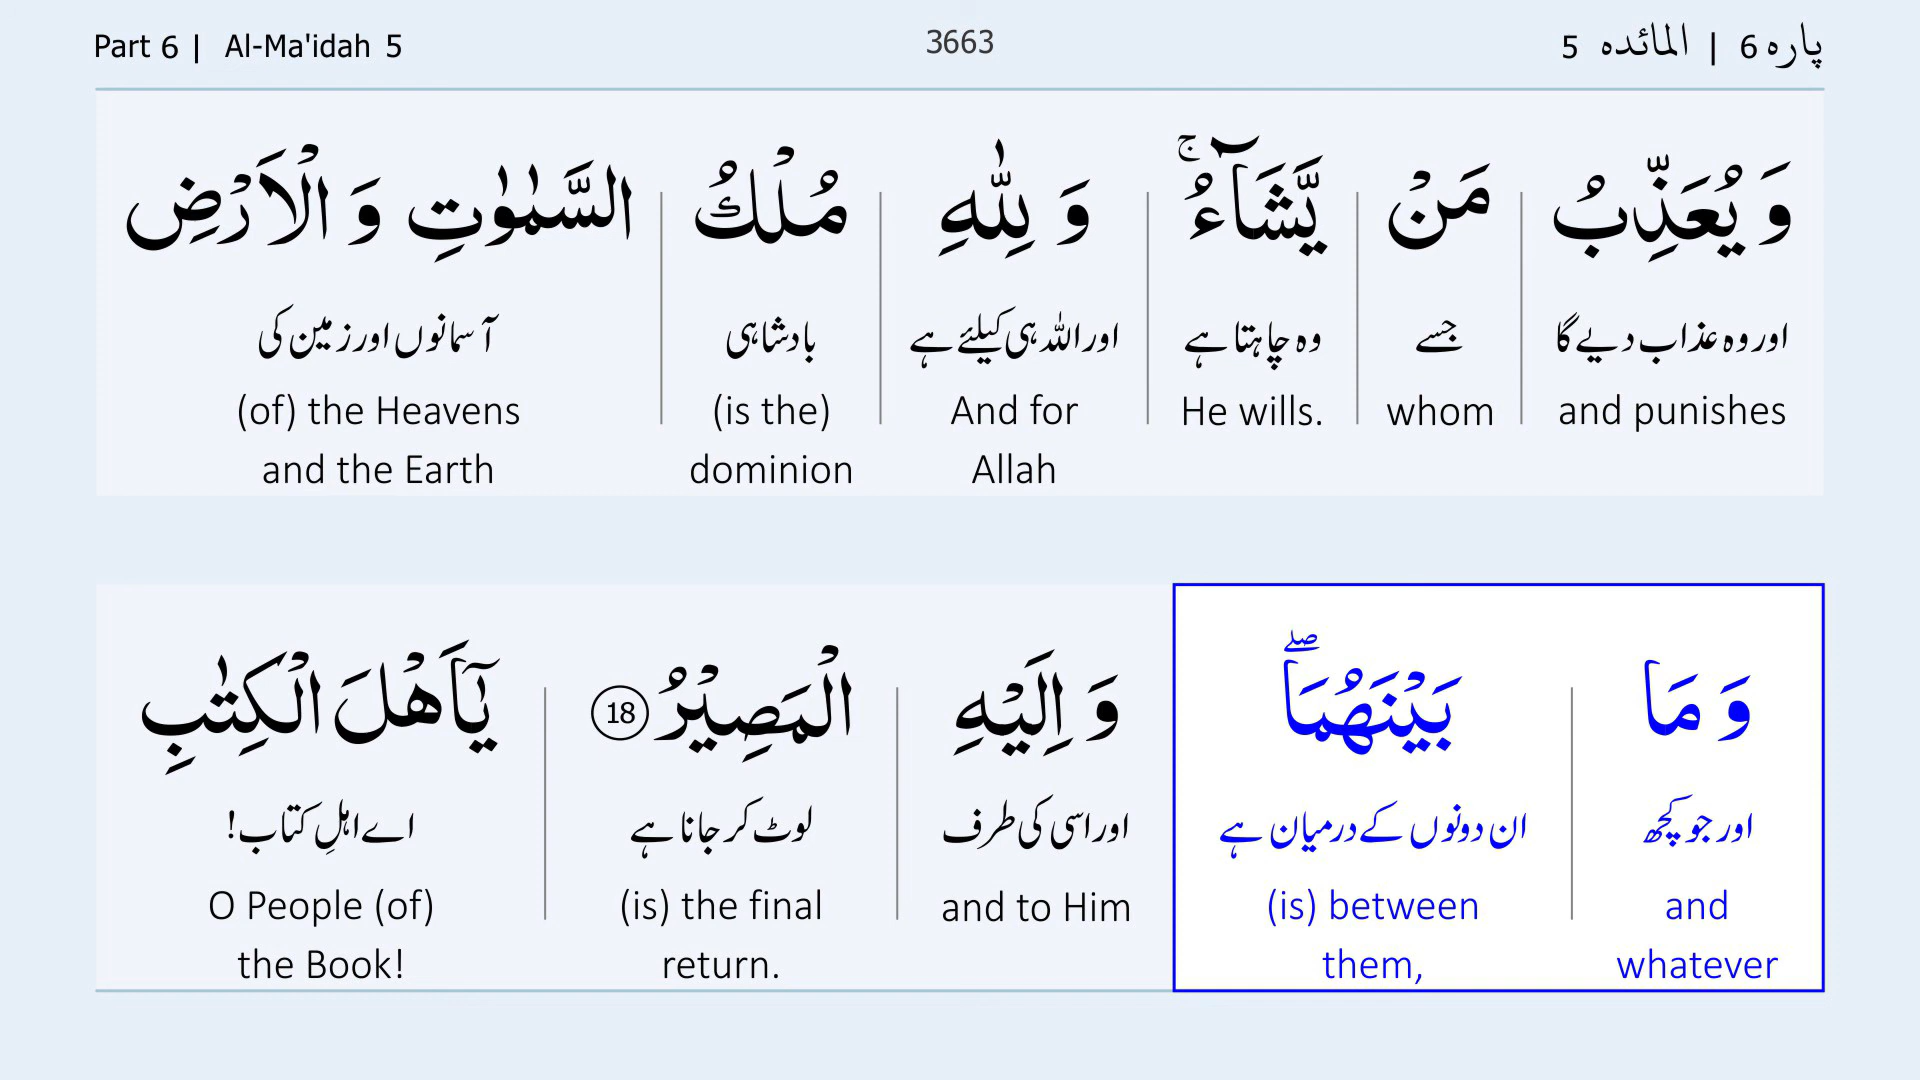 Part 6 | Al-Ma'idah 5 3663 پارہ 6 | المائدہ 5
وَ يُعَذِّبُ مَنْ يَّشَآءُ ۚ وَ لِلّٰهِ مُلْكُ السَّمٰوٰتِ وَ الْاَرْضِ
اور وہ عذاب دیے گا جسے وہ چاہتا ہے اور اللہ ہی کیلئے ہے بادشاہی آسمانوں اور زمین کی
and punishes whom He wills. And for Allah (is the) dominion (of) the Heavens and the Earth
وَ مَا بَيْنَهُمَا ۖ وَ اِلَيْهِ الْمَصِيْرُ 18 يٰۤاَهْلَ الْكِتٰبِ
اور جو کچھ ان دونوں کے درمیان ہے اور اسی کی طرف لوٹ کر جانا ہے اے اہلِ کتاب!
and whatever (is) between them, and to Him (is) the final return. O People (of) the Book!